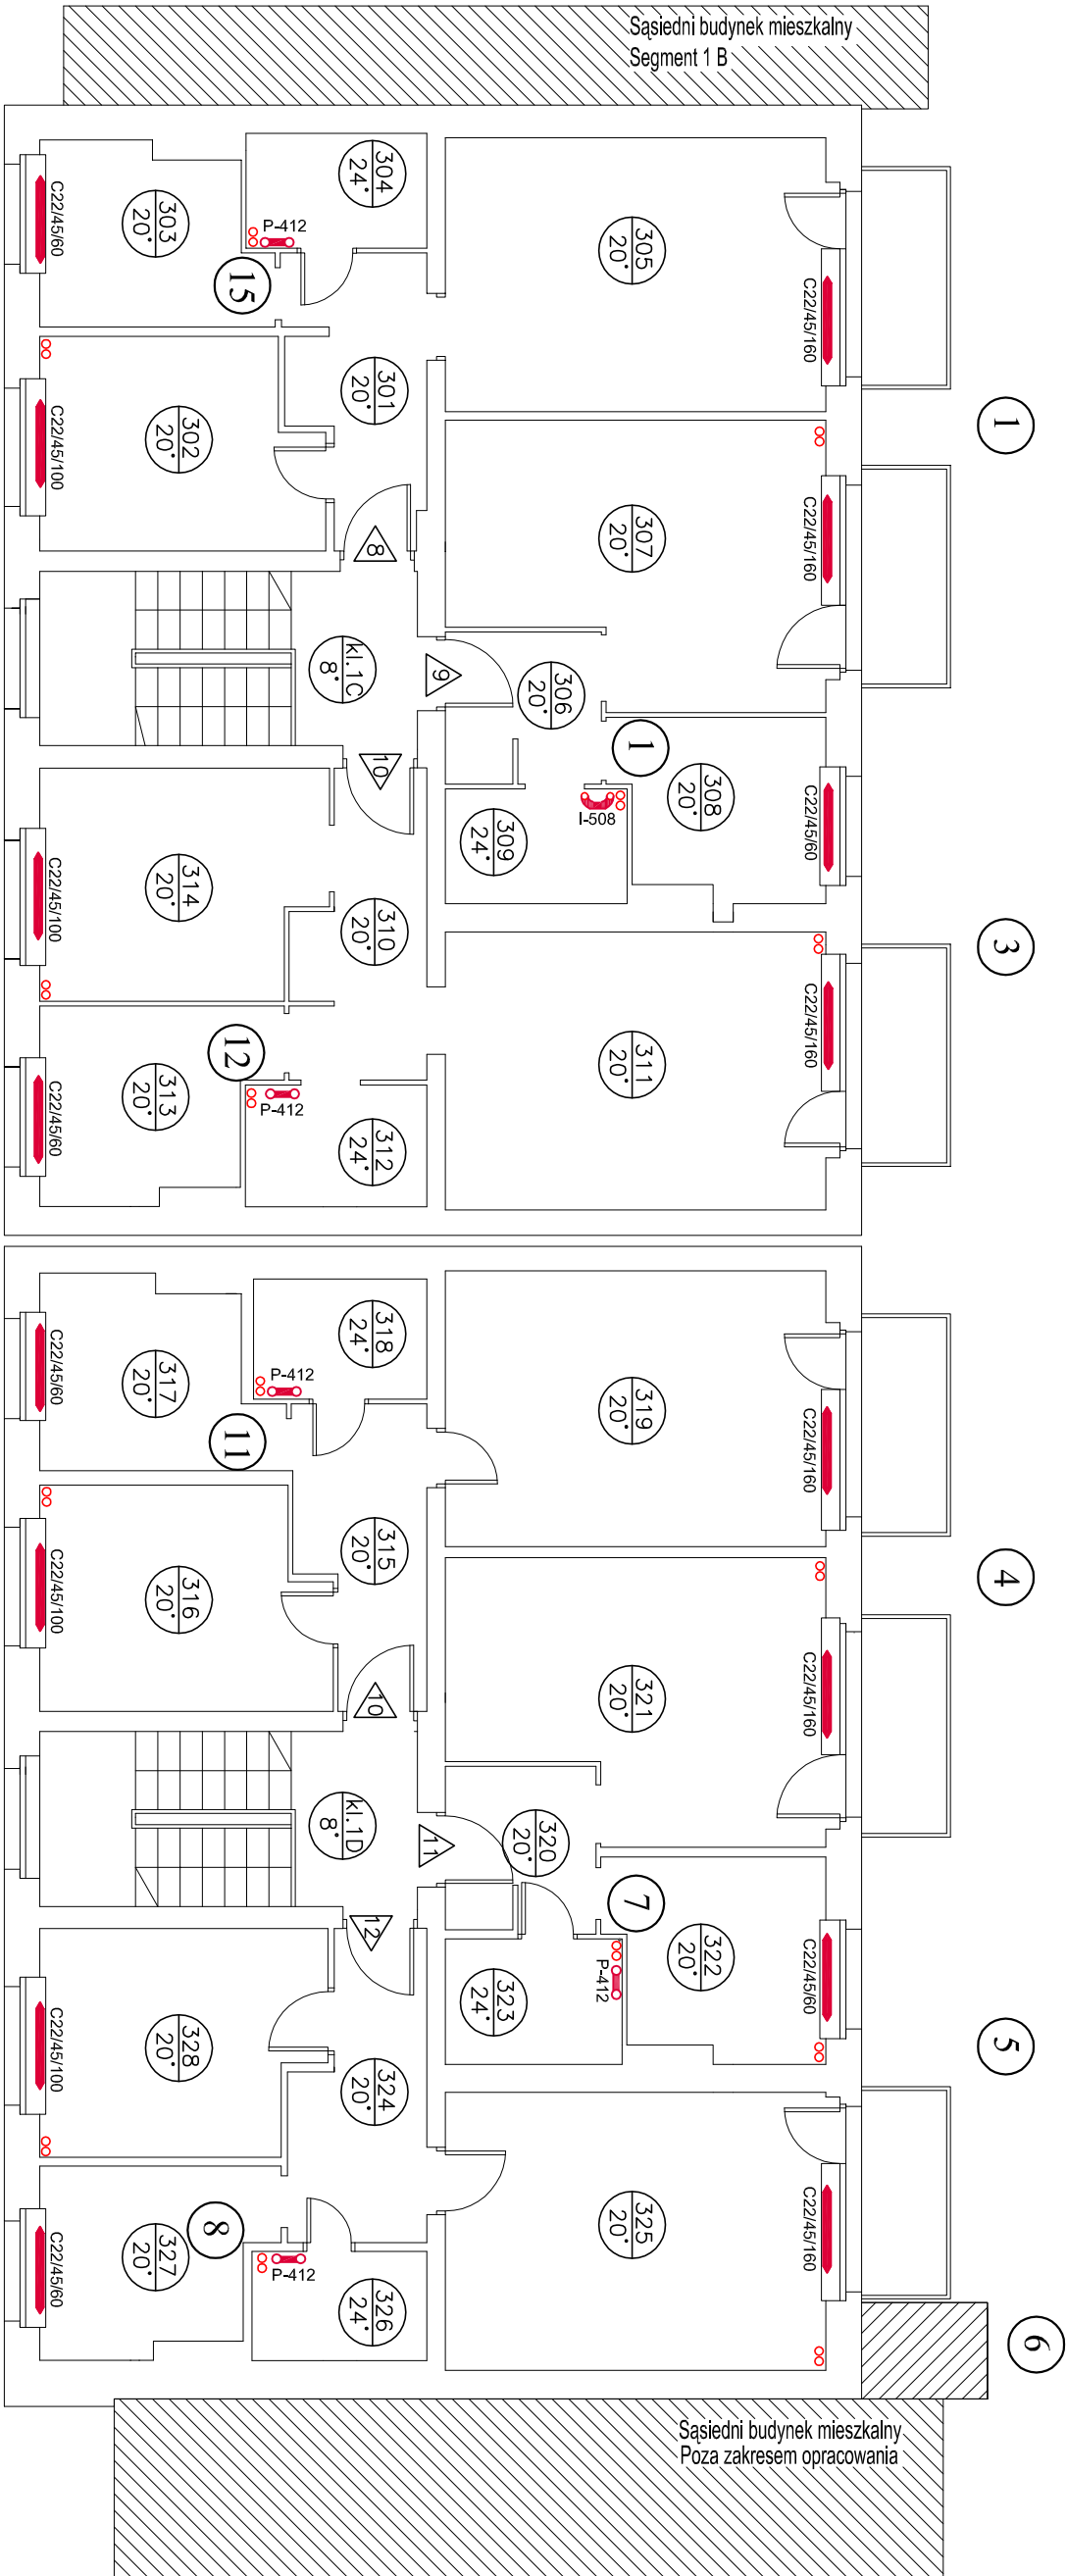 Sąsiedni budynek mieszkalny
Segment 1 B
304
24°
303
20°
C22/45/60
P-412
15
305
20°
C22/45/160
301
20°
302
20°
C22/45/100
1
307
20°
C22/45/160
8
kl.1C
8°
9
306
20°
10
1
308
20°
C22/45/60
I-508
309
24°
314
20°
C22/45/100
310
20°
3
311
20°
C22/45/160
12
313
20°
C22/45/60
P-412
312
24°
318
24°
317
20°
C22/45/60
P-412
11
319
20°
C22/45/160
315
20°
316
20°
C22/45/100
4
321
20°
C22/45/160
10
kl.1D
8°
11
320
20°
12
7
322
20°
C22/45/60
P-412
323
24°
328
20°
C22/45/100
324
20°
5
325
20°
C22/45/160
8
327
20°
C22/45/60
P-412
326
24°
6
Sąsiedni budynek mieszkalny
Poza zakresem opracowania